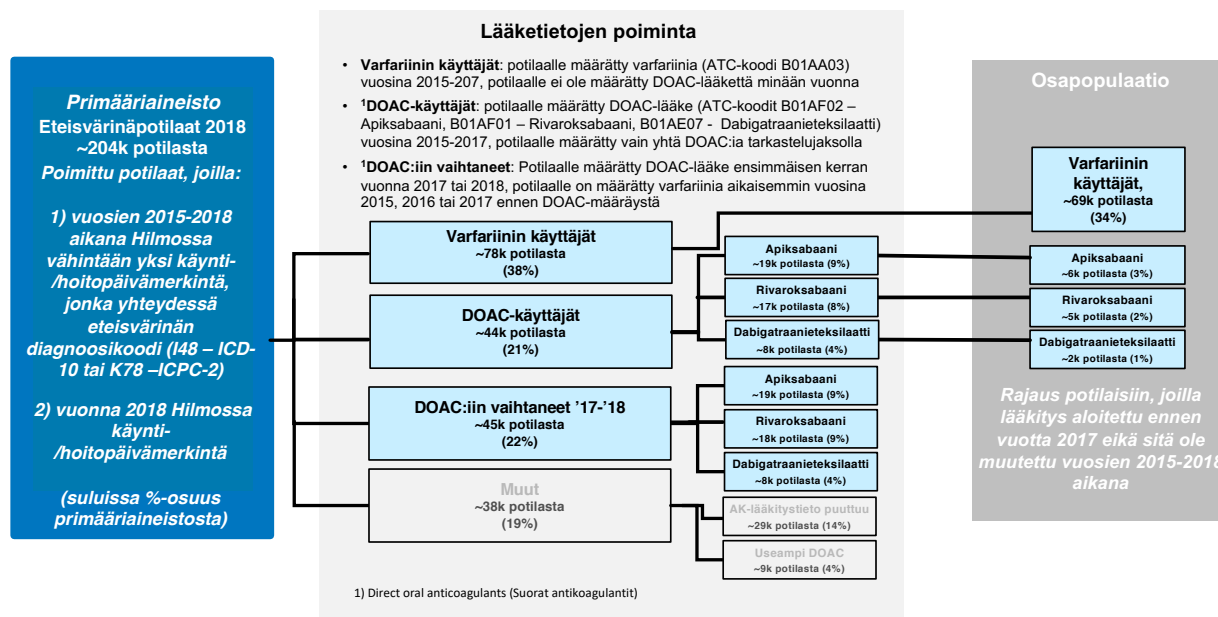 Primääriaineisto
Eteisvärinäpotilaat 2018
~204k potilasta
Poimittu potilaat, joilla:
1) vuosien 2015-2018
aikana Hilmossa
vähintään yksi käynti-
/hoitopäivämerkintä,
jonka yhteydessä
eteisvärinän
diagnoosikoodi (I48 – ICD-
10 tai K78 –ICPC-2)
2) vuonna 2018 Hilmossa
käynti-
/hoitopäivämerkintä
(suluissa %-osuus
primääriaineistosta)
Lääketietojen poiminta
• Varfariinin käyttäjät: potilaalle määrätty varfariinia (ATC-koodi B01AA03)
vuosina 2015-207, potilaalle ei ole määrätty DOAC-lääkettä minään vuonna
• ¹DOAC-käyttäjät: potilaalle määrätty DOAC-lääke (ATC-koodit B01AF02 –
Apiksabaani, B01AF01 – Rivaroksabaani, B01AE07 - Dabigatraanieteksilaatti)
vuosina 2015-2017, potilaalle määrätty vain yhtä DOAC:ia tarkastelujaksolla
• ¹DOAC:iin vaihtaneet: Potilaalle määrätty DOAC-lääke ensimmäisen kerran
vuonna 2017 tai 2018, potilaalle on määrätty varfariinia aikaisemmin vuosina
2015, 2016 tai 2017 ennen DOAC-määräystä
Varfariinin käyttäjät
~78k potilasta
(38%)
DOAC-käyttäjät
~44k potilasta
(21%)
DOAC:iin vaihtaneet '17-'18
~45k potilasta
(22%)
Muut
~38k potilasta
(19%)
Apiksabaani
~19k potilasta (9%)
Rivaroksabaani
~17k potilasta (8%)
Dabigatraanieteksilaatti
~8k potilasta (4%)
Apiksabaani
~19k potilasta (9%)
Rivaroksabaani
~18k potilasta (9%)
Dabigatraanieteksilaatti
~8k potilasta (4%)
AK-lääkitystieto puuttuu
~29k potilasta (14%)
Useampi DOAC
~9k potilasta (4%)
1) Direct oral anticoagulants (Suorat antikoagulantit)
Osapopulaatio
Varfariinin
käyttäjät,
~69k potilasta
(34%)
Apiksabaani
~6k potilasta (3%)
Rivaroksabaani
~5k potilasta (2%)
Dabigatraanieteksilaatti
~2k potilasta (1%)
Rajaus potilaisiin, joilla
lääkitys aloitettu ennen
vuotta 2017 eikä sitä ole
muutettu vuosien 2015-2018
aikana